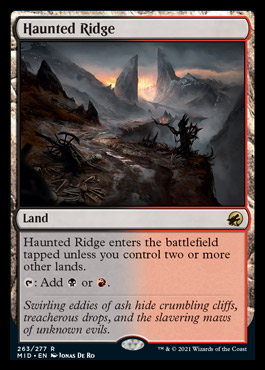 Haunted Ridge
Land
Haunted Ridge enters the battlefield
tapped unless you control two or more
other lands.
: Add or .
Swirling eddies of ash hide crumbling cliffs,
treacherous drops, and the slavering maws
of unknown evils.
263/277 R
MID • EN Jonas De Ro
™ & © 2021 Wizards of the Coast